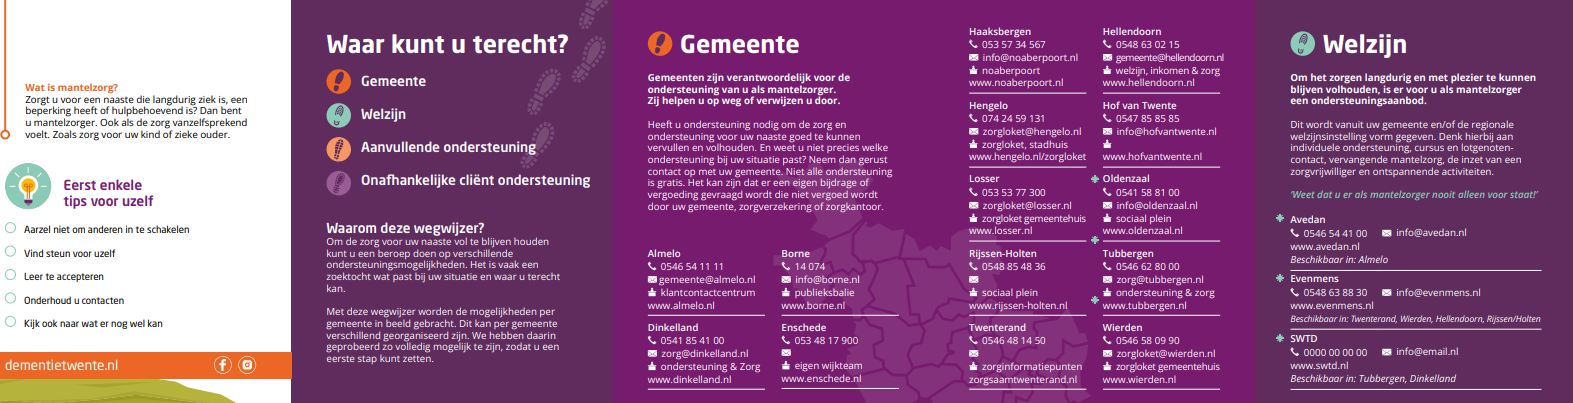 Wat is mantelzorg?
Zorgt u voor een naaste die langdurig ziek is, een
beperking heeft of hulpbehoevend is? Dan bent
u mantelzorger. Ook als de zorg vanzelfsprekend
voelt. Zoals zorg voor uw kind of zieke ouder.
Eerst enkele
tips voor uzelf
Aarzel niet om anderen in te schakelen
Vind steun voor uzelf
Leer te accepteren
Onderhoud u contacten
Kijk ook naar wat er nog wel kan
dementietwente.nl
Waar kunt u terecht?
Gemeente
Welzijn
Aanvullende ondersteuning
Onafhankelijke cliënt ondersteuning
Waarom deze wegwijzer?
Om de zorg voor uw naaste vol te blijven houden
kunt u een beroep doen op verschillende
ondersteuningsmogelijkheden. Het is vaak een
zoektocht wat past bij uw situatie en waar u terecht
kan.
Met deze wegwijzer worden de mogelijkheden per
gemeente in beeld gebracht. Dit kan per gemeente
verschillend georganiseerd zijn. We hebben daarin
geprobeerd zo volledig mogelijk te zijn, zodat u een
eerste stap kunt zetten.
Gemeente
Gemeenten zijn verantwoordelijk voor de
ondersteuning van u als mantelzorger.
Zij helpen u op weg of verwijzen u door.
Heeft u ondersteuning nodig om de zorg en
ondersteuning voor uw naaste goed te kunnen
vervullen en volhouden. En weet u niet precies welke
ondersteuning bij uw situatie past? Neem dan gerust
contact op met uw gemeente. Niet alle ondersteuning
is gratis. Het kan zijn dat er een eigen bijdrage of
vergoeding gevraagd wordt die niet vergoed wordt
door uw gemeente, zorgverzekering of zorgkantoor.
Almelo
0546 54 11 11
gemeente@almelo.nl
klantcontactcentrum
www.almelo.nl
Borne
14 074
info@borne.nl
publieksbalie
www.borne.nl
Dinkelland
0541 85 41 00
zorg@dinkelland.nl
ondersteuning & Zorg
www.dinkelland.nl
Enschede
053 48 17 900
eigen wijkteam
www.enschede.nl
Haaksbergen
053 57 34 567
info@noaberpoort.nl
noaberpoort
www.noaberpoort.nl
Hellendoorn
0548 63 02 15
gemeente@hellendoorn.nl
welzijn, inkomen & zorg
www.hellendoorn.nl
Hengelo
074 24 59 131
zorgloket@hengelo.nl
zorgloket, stadhuis
www.hengelo.nl/zorgloket
Hof van Twente
0547 85 85 85
info@hofvantwente.nl
www.hofvantwente.nl
Losser
053 53 77 300
zorgloket@losser.nl
zorgloket gemeentehuis
www.losser.nl
Oldenzaal
0541 58 81 00
info@oldenzaal.nl
sociaal plein
www.oldenzaal.nl
Rijssen-Holten
0548 85 48 36
sociaal plein
www.rijssen-holten.nl
Tubbergen
0546 62 80 00
zorg@tubbergen.nl
ondersteuning & zorg
www.tubbergen.nl
Twenterand
0546 48 14 50
zorginformatiepunten
zorgsaamtwenterand.nl
Wierden
0546 58 09 90
zorgloket@wierden.nl
zorgloket gemeentehuis
www.wierden.nl
Welzijn
Om het zorgen langdurig en met plezier te kunnen
blijven volhouden, is er voor u als mantelzorger
een ondersteuningsaanbod.
Dit wordt vanuit uw gemeente en/of de regionale
welzijnsinstelling vorm gegeven. Denk hierbij aan
individuele ondersteuning, cursus en lotgenoten-
contact, vervangende mantelzorg, de inzet van een
zorgvrijwilliger en ontspannende activiteiten.
'Weet dat u er als mantelzorger nooit alleen voor staat!'
Avedan
0546 54 41 00 info@avedan.nl
www.avedan.nl
Beschikbaar in: Almelo
Evenmens
0548 63 88 30 info@evenmens.nl
www.evenmens.nl
Beschikbaar in: Twenterand, Wierden, Hellendoorn, Rijssen/Holten
SWTD
0000 00 00 00 info@email.nl
www.swtd.nl
Beschikbaar in: Tubbergen, Dinkelland